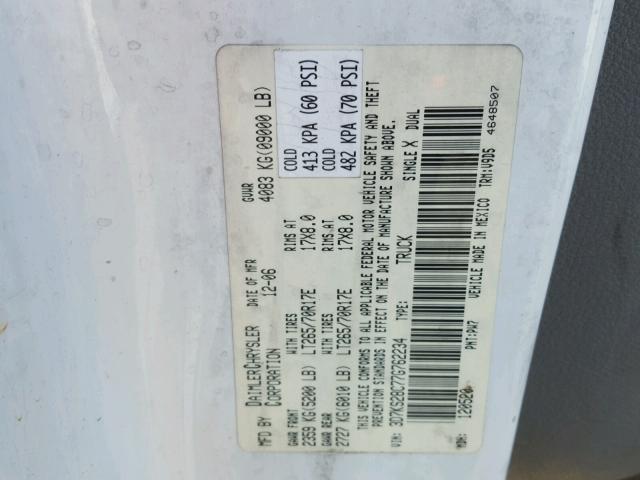 MFD BY DAIMLERCHRYSLER CORPORATION
DATE OF MFR 12-06
GVWR 4083 KG(09000 LB)
GAWR FRONT WITH TIRES RIMS AT COLD
2359 KG(5200 LB) LT265/70R17E 17X8.0 413 KPA (60 PSI)
GAWR REAR WITH TIRES RIMS AT COLD
2727 KG(6010 LB) LT265/70R17E 17X8.0 482 KPA (70 PSI)
THIS VEHICLE CONFORMS TO ALL APPLICABLE FEDERAL MOTOR VEHICLE SAFETY AND THEFT
PREVENTION STANDARDS IN EFFECT ON THE DATE OF MANUFACTURE SHOWN ABOVE.
VIN: 3D7KS28C77G762234 TRUCK SINGLE X DUAL
MDH: 120520 PNT:PW7 VEHICLE MADE IN MEXICO TRM:V9D5 4648507